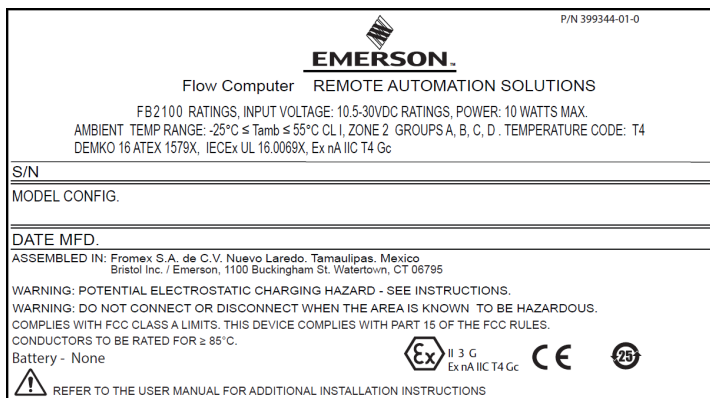 P/N 399344-01-0
EMERSON™
Flow Computer REMOTE AUTOMATION SOLUTIONS
FB2100 RATINGS, INPUT VOLTAGE: 10.5-30VDC RATINGS, POWER: 10 WATTS MAX.
AMBIENT TEMP RANGE: -25°C ≤ Tamb ≤ 55°C CL I, ZONE 2 GROUPS A, B, C, D . TEMPERATURE CODE: T4
DEMKO 16 ATEX 1579X, IECEx UL 16.0069X, Ex nA IIC T4 Gc
S/N
MODEL CONFIG.
DATE MFD.
ASSEMBLED IN: Fromex S.A. de C.V. Nuevo Laredo. Tamaulipas. Mexico
Bristol Inc. / Emerson, 1100 Buckingham St. Watertown, CT 06795
WARNING: POTENTIAL ELECTROSTATIC CHARGING HAZARD - SEE INSTRUCTIONS.
WARNING: DO NOT CONNECT OR DISCONNECT WHEN THE AREA IS KNOWN TO BE HAZARDOUS.
COMPLIES WITH FCC CLASS A LIMITS. THIS DEVICE COMPLIES WITH PART 15 OF THE FCC RULES.
CONDUCTORS TO BE RATED FOR ≥ 85°C.
Battery - None
Ex II 3 G
Ex nA IIC T4 Gc
CE
25
REFER TO THE USER MANUAL FOR ADDITIONAL INSTALLATION INSTRUCTIONS